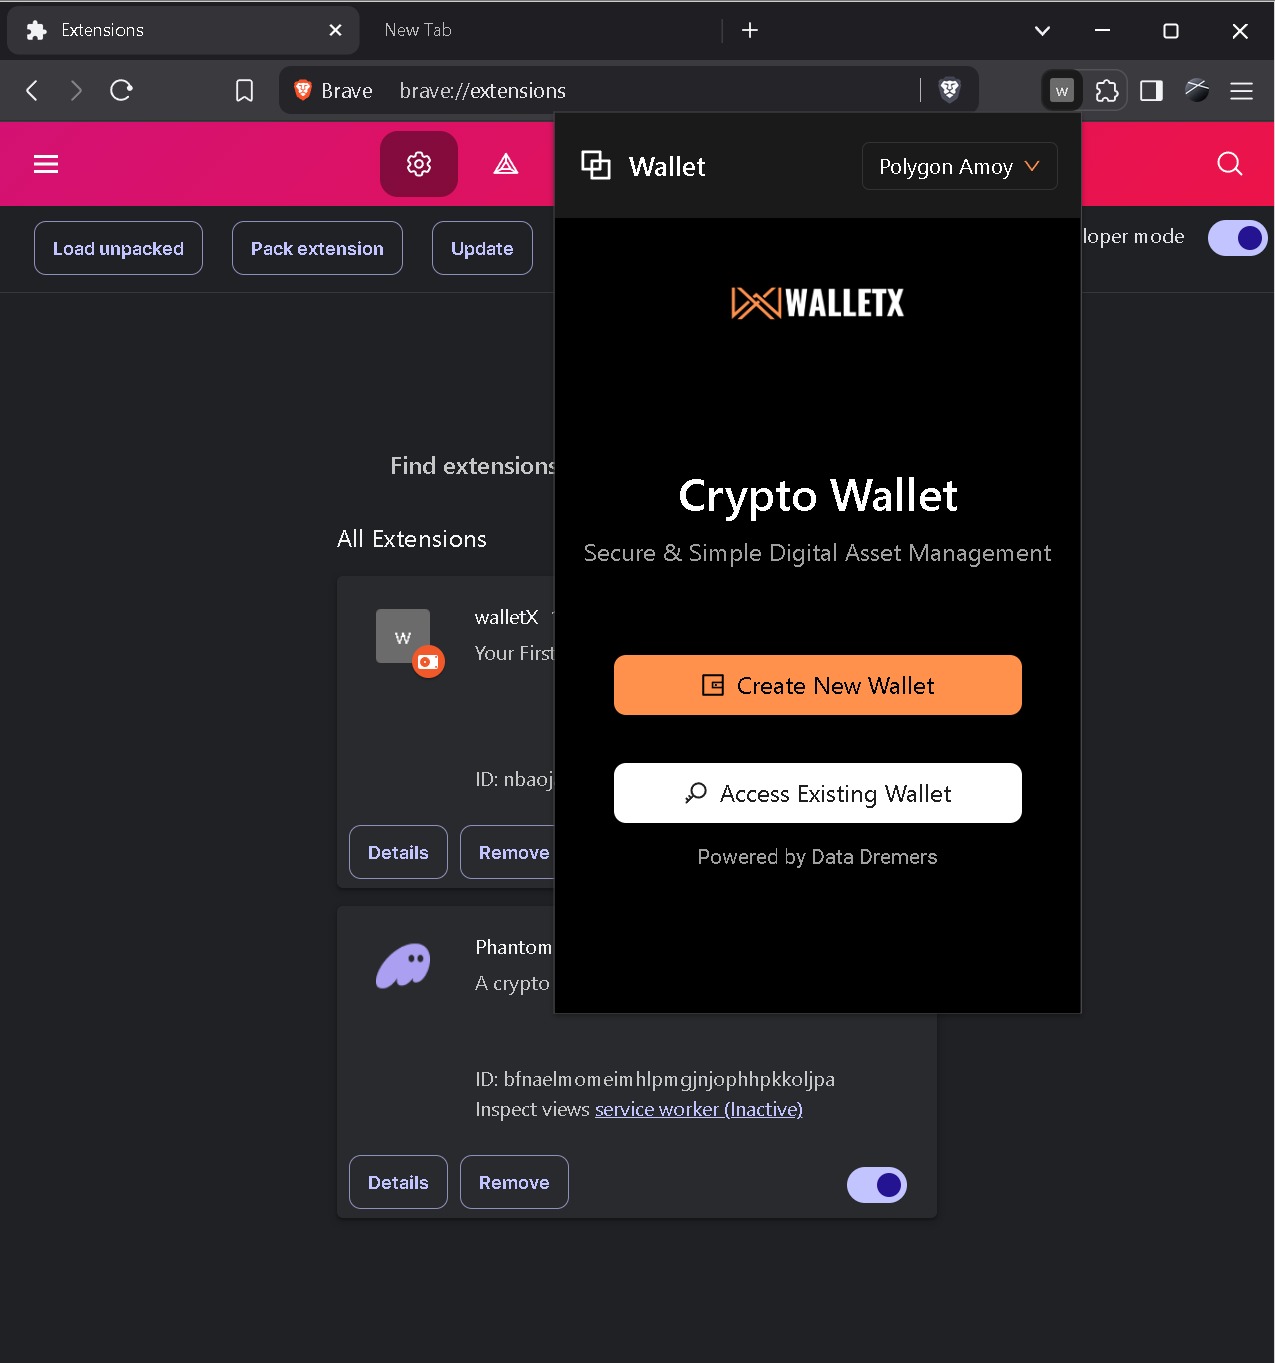 Extensions
New Tab
Brave
brave://extensions
w
Wallet
Polygon Amoy
Load unpacked
Pack extension
Update
loper mode
WALLETX
Find extensions
Crypto Wallet
Secure & Simple Digital Asset Management
All Extensions
w
walletX
Your First
Create New Wallet
ID: nbaoj
Access Existing Wallet
Details
Remove
Powered by Data Dremers
Phantom
A crypto
ID: bfnaelmomeimhlpmgjnjophhpkkoljpa
Inspect views service worker (Inactive)
Details
Remove